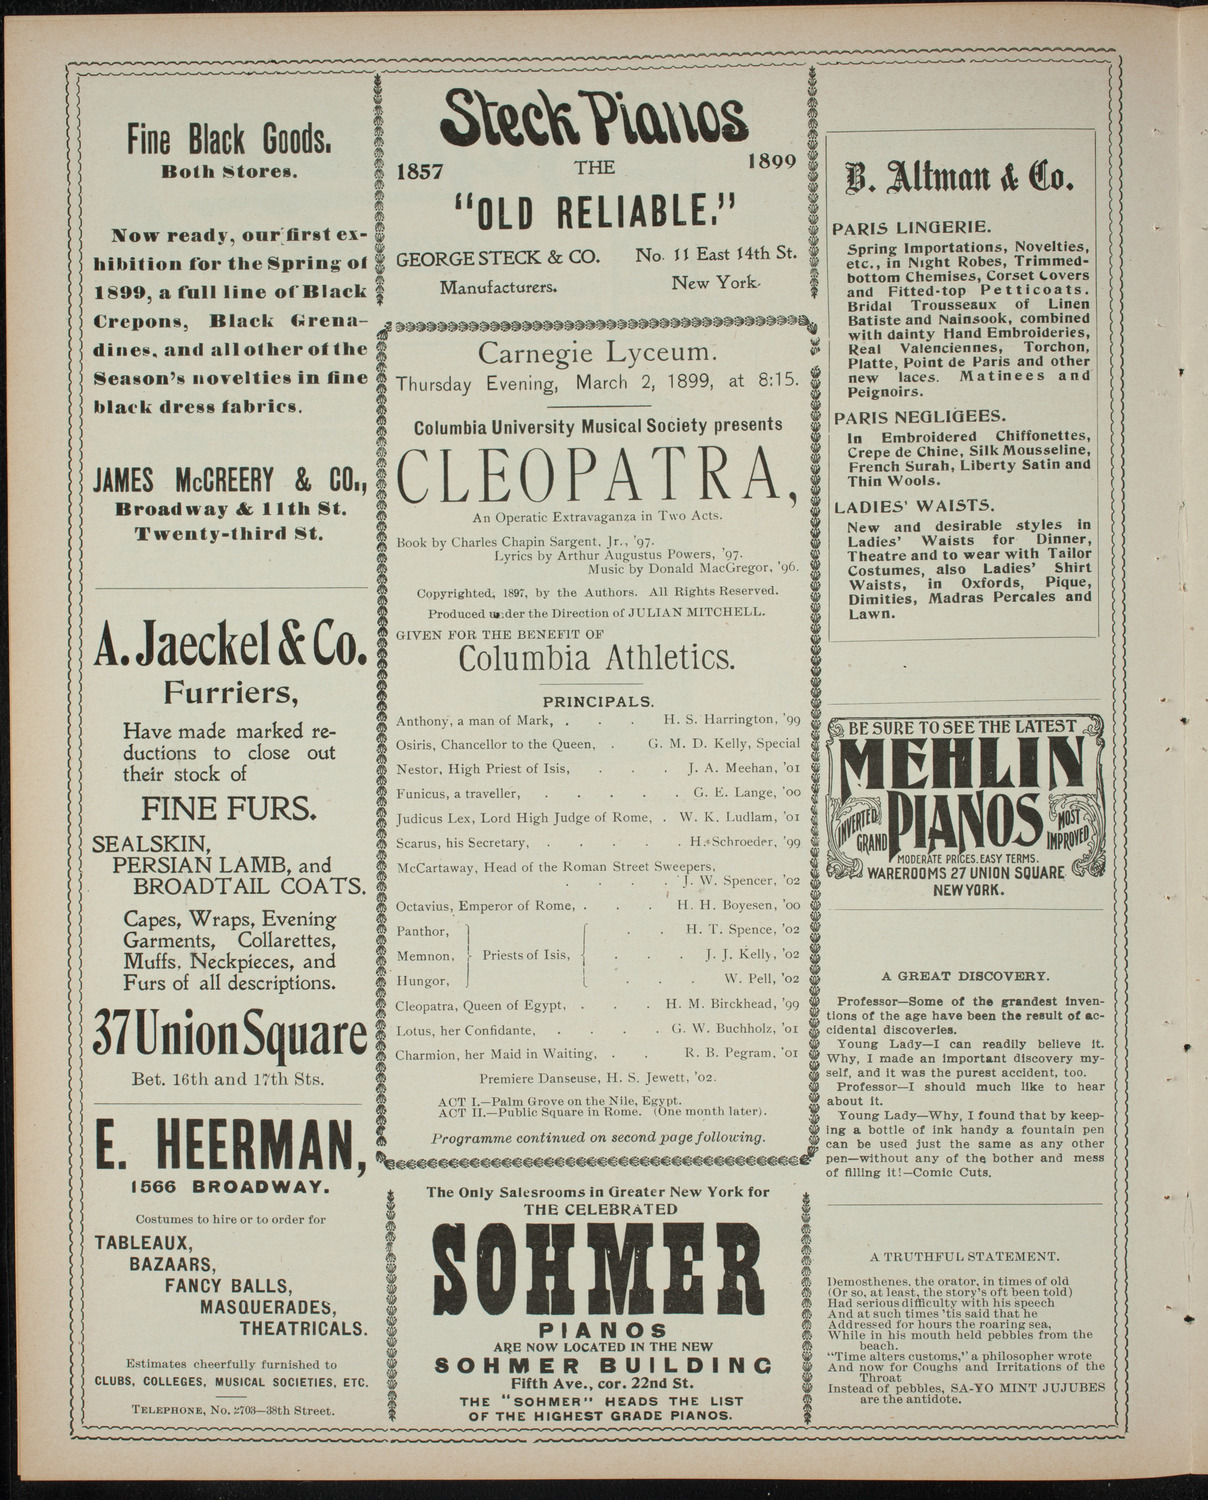 Fine Black Goods.
Both Stores.
Now ready, our first ex-
hibition for the Spring of
1899, a full line of Black
Crepons, Black Grena-
dines, and all other of the
Season's novelties in fine
black dress fabrics.
JAMES McCREERY & CO.,
Broadway & 11th St.
Twenty-third St.
A. Jaeckel & Co.
Furriers,
Have made marked re-
ductions to close out
their stock of
FINE FURS.
SEALSKIN,
PERSIAN LAMB, and
BROADTAIL COATS.
Capes, Wraps, Evening
Garments, Collarettes,
Muffs, Neckpieces, and
Furs of all descriptions.
37 Union Square
Bet. 16th and 17th Sts.
E. HEERMAN,
1566 BROADWAY.
Costumes to hire or to order for
TABLEAUX,
BAZAARS,
FANCY BALLS,
MASQUERADES,
THEATRICALS.
Estimates cheerfully furnished to
CLUBS, COLLEGES, MUSICAL SOCIETIES, ETC.
TELEPHONE, No. 2703—38th Street.
Steck Pianos
1857 THE 1899
"OLD RELIABLE."
GEORGE STECK & CO. No. 11 East 14th St.
Manufacturers. New York.
Carnegie Lyceum.
Thursday Evening, March 2, 1899, at 8:15.
Columbia University Musical Society presents
CLEOPATRA,
An Operatic Extravaganza in Two Acts.
Book by Charles Chapin Sargent, Jr., '97.
Lyrics by Arthur Augustus Powers, '97.
Music by Donald MacGregor, '96.
Copyrighted, 1897, by the Authors. All Rights Reserved.
Produced under the Direction of JULIAN MITCHELL.
GIVEN FOR THE BENEFIT OF
Columbia Athletics.
PRINCIPALS.
Anthony, a man of Mark, . . . H. S. Harrington, '99
Osiris, Chancellor to the Queen, . G. M. D. Kelly, Special
Nestor, High Priest of Isis, . . . J. A. Meehan, '01
Funicus, a traveller, . . . . . G. E. Lange, '00
Judicus Lex, Lord High Judge of Rome, . W. K. Ludlam, '01
Scarus, his Secretary, . . . . . H. Schroeder, '99
McCartaway, Head of the Roman Street Sweepers,
. . . . J. W. Spencer, '02
Octavius, Emperor of Rome, . . . H. H. Boyesen, '00
Panthor, . . H. T. Spence, '02
Memnon, Priests of Isis, . . . J. J. Kelly, '02
Hungor, . . . W. Pell, '02
Cleopatra, Queen of Egypt, . . . H. M. Birckhead, '99
Lotus, her Confidante, . . . . G. W. Buchholz, '01
Charmion, her Maid in Waiting, . . R. B. Pegram, '01
Premiere Danseuse, H. S. Jewett, '02.
ACT I.—Palm Grove on the Nile, Egypt.
ACT II.—Public Square in Rome. (One month later).
Programme continued on second page following.
The Only Salesrooms in Greater New York for
THE CELEBRATED
SOHMER
PIANOS
ARE NOW LOCATED IN THE NEW
SOHMER BUILDING
Fifth Ave., cor. 22nd St.
THE "SOHMER" HEADS THE LIST
OF THE HIGHEST GRADE PIANOS.
B. Altman & Co.
PARIS LINGERIE.
Spring Importations, Novelties,
etc., in Night Robes, Trimmed-
bottom Chemises, Corset Covers
and Fitted-top Petticoats.
Bridal Trousseaux of Linen
Batiste and Nainsook, combined
with dainty Hand Embroideries,
Real Valenciennes, Torchon,
Platte, Point de Paris and other
new laces. Matinees and
Peignoirs.
PARIS NEGLIGEES.
In Embroidered Chiffonettes,
Crepe de Chine, Silk Mousseline,
French Surah, Liberty Satin and
Thin Wools.
LADIES' WAISTS.
New and desirable styles in
Ladies' Waists for Dinner,
Theatre and to wear with Tailor
Costumes, also Ladies' Shirt
Waists, in Oxfords, Pique,
Dimities, Madras Percales and
Lawn.
BE SURE TO SEE THE LATEST
MEHLIN
PIANOS
INVERTED GRAND
MOST IMPROVED
MODERATE PRICES. EASY TERMS.
WAREROOMS 27 UNION SQUARE
NEW YORK.
A GREAT DISCOVERY.
Professor—Some of the grandest inven-
tions of the age have been the result of ac-
cidental discoveries.
Young Lady—I can readily believe it.
Why, I made an important discovery my-
self, and it was the purest accident, too.
Professor—I should much like to hear
about it.
Young Lady—Why, I found that by keep-
ing a bottle of ink handy a fountain pen
can be used just the same as any other
pen—without any of the bother and mess
of filling it!—Comic Cuts.
A TRUTHFUL STATEMENT.
Demosthenes, the orator, in times of old
(Or so, at least, the story's oft been told)
Had serious difficulty with his speech
And at such times 'tis said that he
Addressed for hours the roaring sea,
While in his mouth held pebbles from the
beach.
"Time alters customs," a philosopher wrote
And now for Coughs and Irritations of the
Throat
Instead of pebbles, SA-YO MINT JUJUBES
are the antidote.